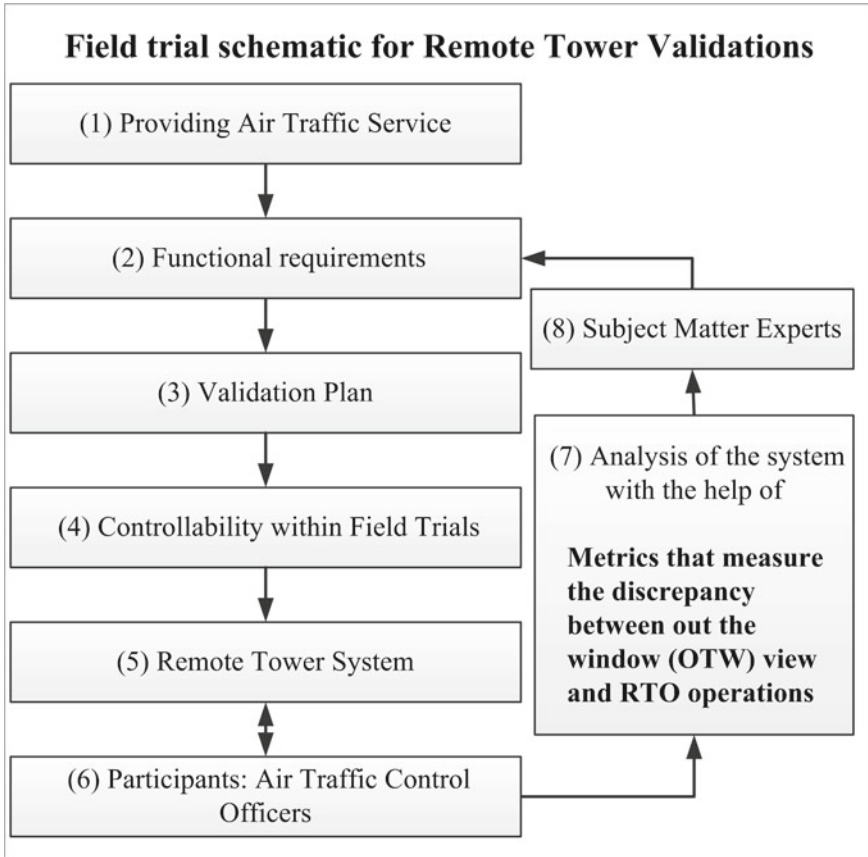 Field trial schematic for Remote Tower Validations
(1) Providing Air Traffic Service
(2) Functional requirements
(3) Validation Plan
(4) Controllability within Field Trials
(5) Remote Tower System
(6) Participants: Air Traffic Control
Officers
(7) Analysis of the system
with the help of
Metrics that measure
the discrepancy
between out the
window (OTW) view
and RTO operations
(8) Subject Matter Experts